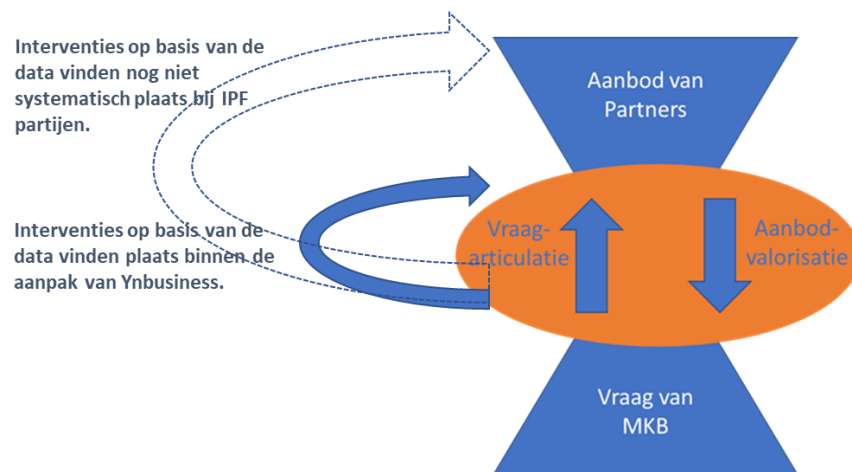 Interventies op basis van de
data vinden nog niet
systematisch plaats bij IPF
partijen.
Aanbod van
Partners
Interventies op basis van de
data vinden plaats binnen de
aanpak van Ynbusiness.
Vraag-
articulatie
Aanbod-
valorisatie
Vraag van
MKB